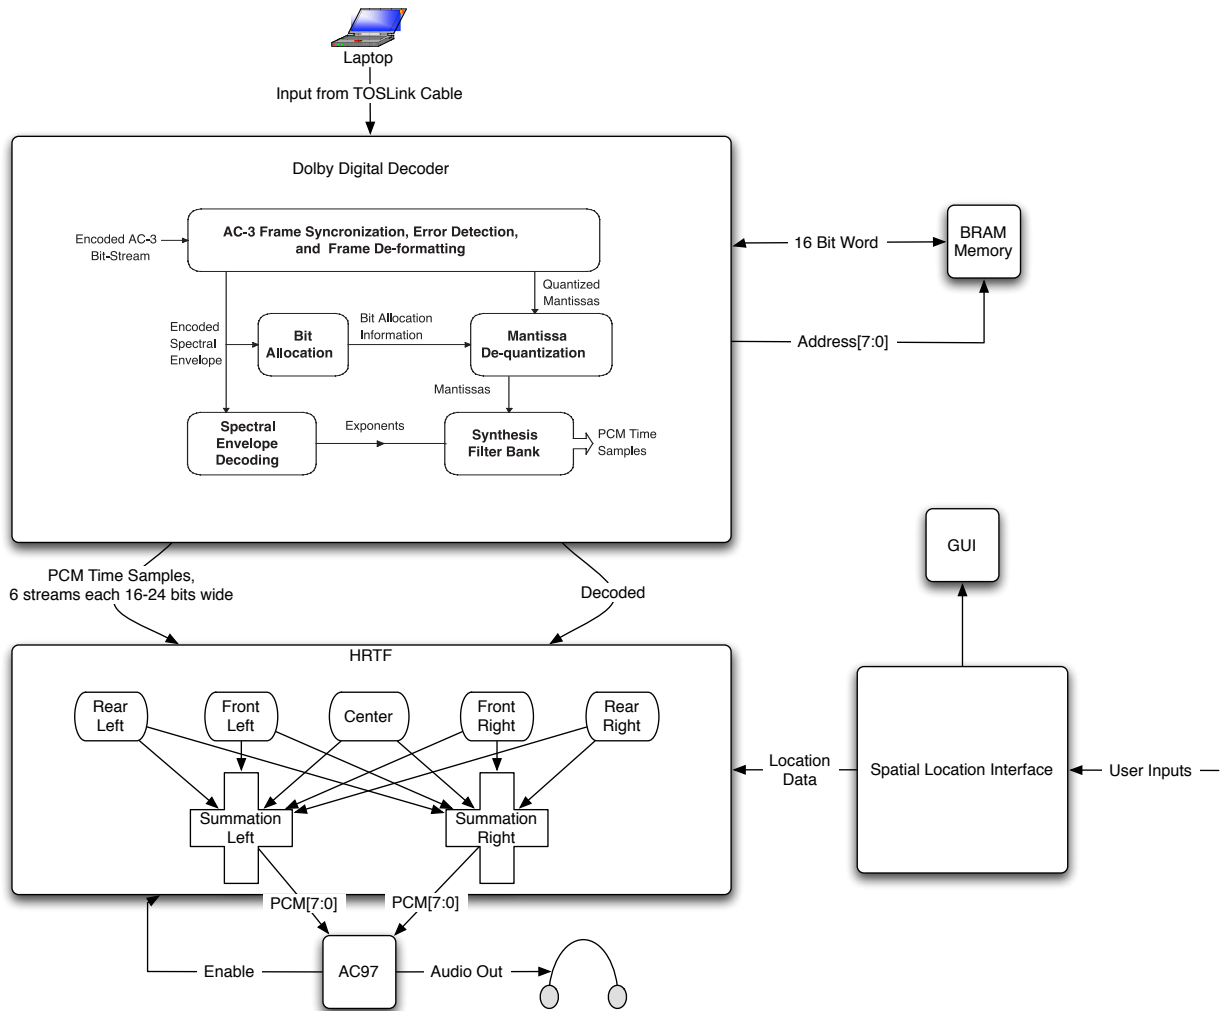 Laptop
Input from TOSLink Cable
Dolby Digital Decoder
AC-3 Frame Syncronization, Error Detection,
and Frame De-formatting
Encoded AC-3
Bit-Stream
Quantized
Mantissas
Encoded
Spectral
Envelope
Bit
Allocation
Bit Allocation
Information
Mantissa
De-quantization
Mantissas
Spectral
Envelope
Decoding
Exponents
Synthesis
Filter Bank
PCM Time
Samples
16 Bit Word
BRAM
Memory
Address[7:0]
PCM Time Samples,
6 streams each 16-24 bits wide
Decoded
GUI
HRTF
Rear
Left
Front
Left
Center
Front
Right
Rear
Right
Summation
Left
Summation
Right
Location
Data
Spatial Location Interface
User Inputs
PCM[7:0]
PCM[7:0]
Enable
AC97
Audio Out